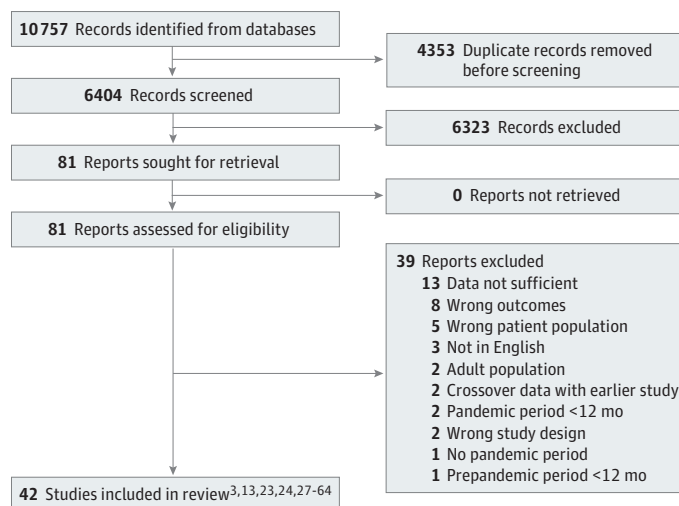 10757 Records identified from databases
4353 Duplicate records removed
before screening
6404 Records screened
6323 Records excluded
81 Reports sought for retrieval
0 Reports not retrieved
81 Reports assessed for eligibility
39 Reports excluded
13 Data not sufficient
8 Wrong outcomes
5 Wrong patient population
3 Not in English
2 Adult population
2 Crossover data with earlier study
2 Pandemic period <12 mo
2 Wrong study design
1 No pandemic period
1 Prepandemic period <12 mo
42 Studies included in review3,13,23,24,27-64